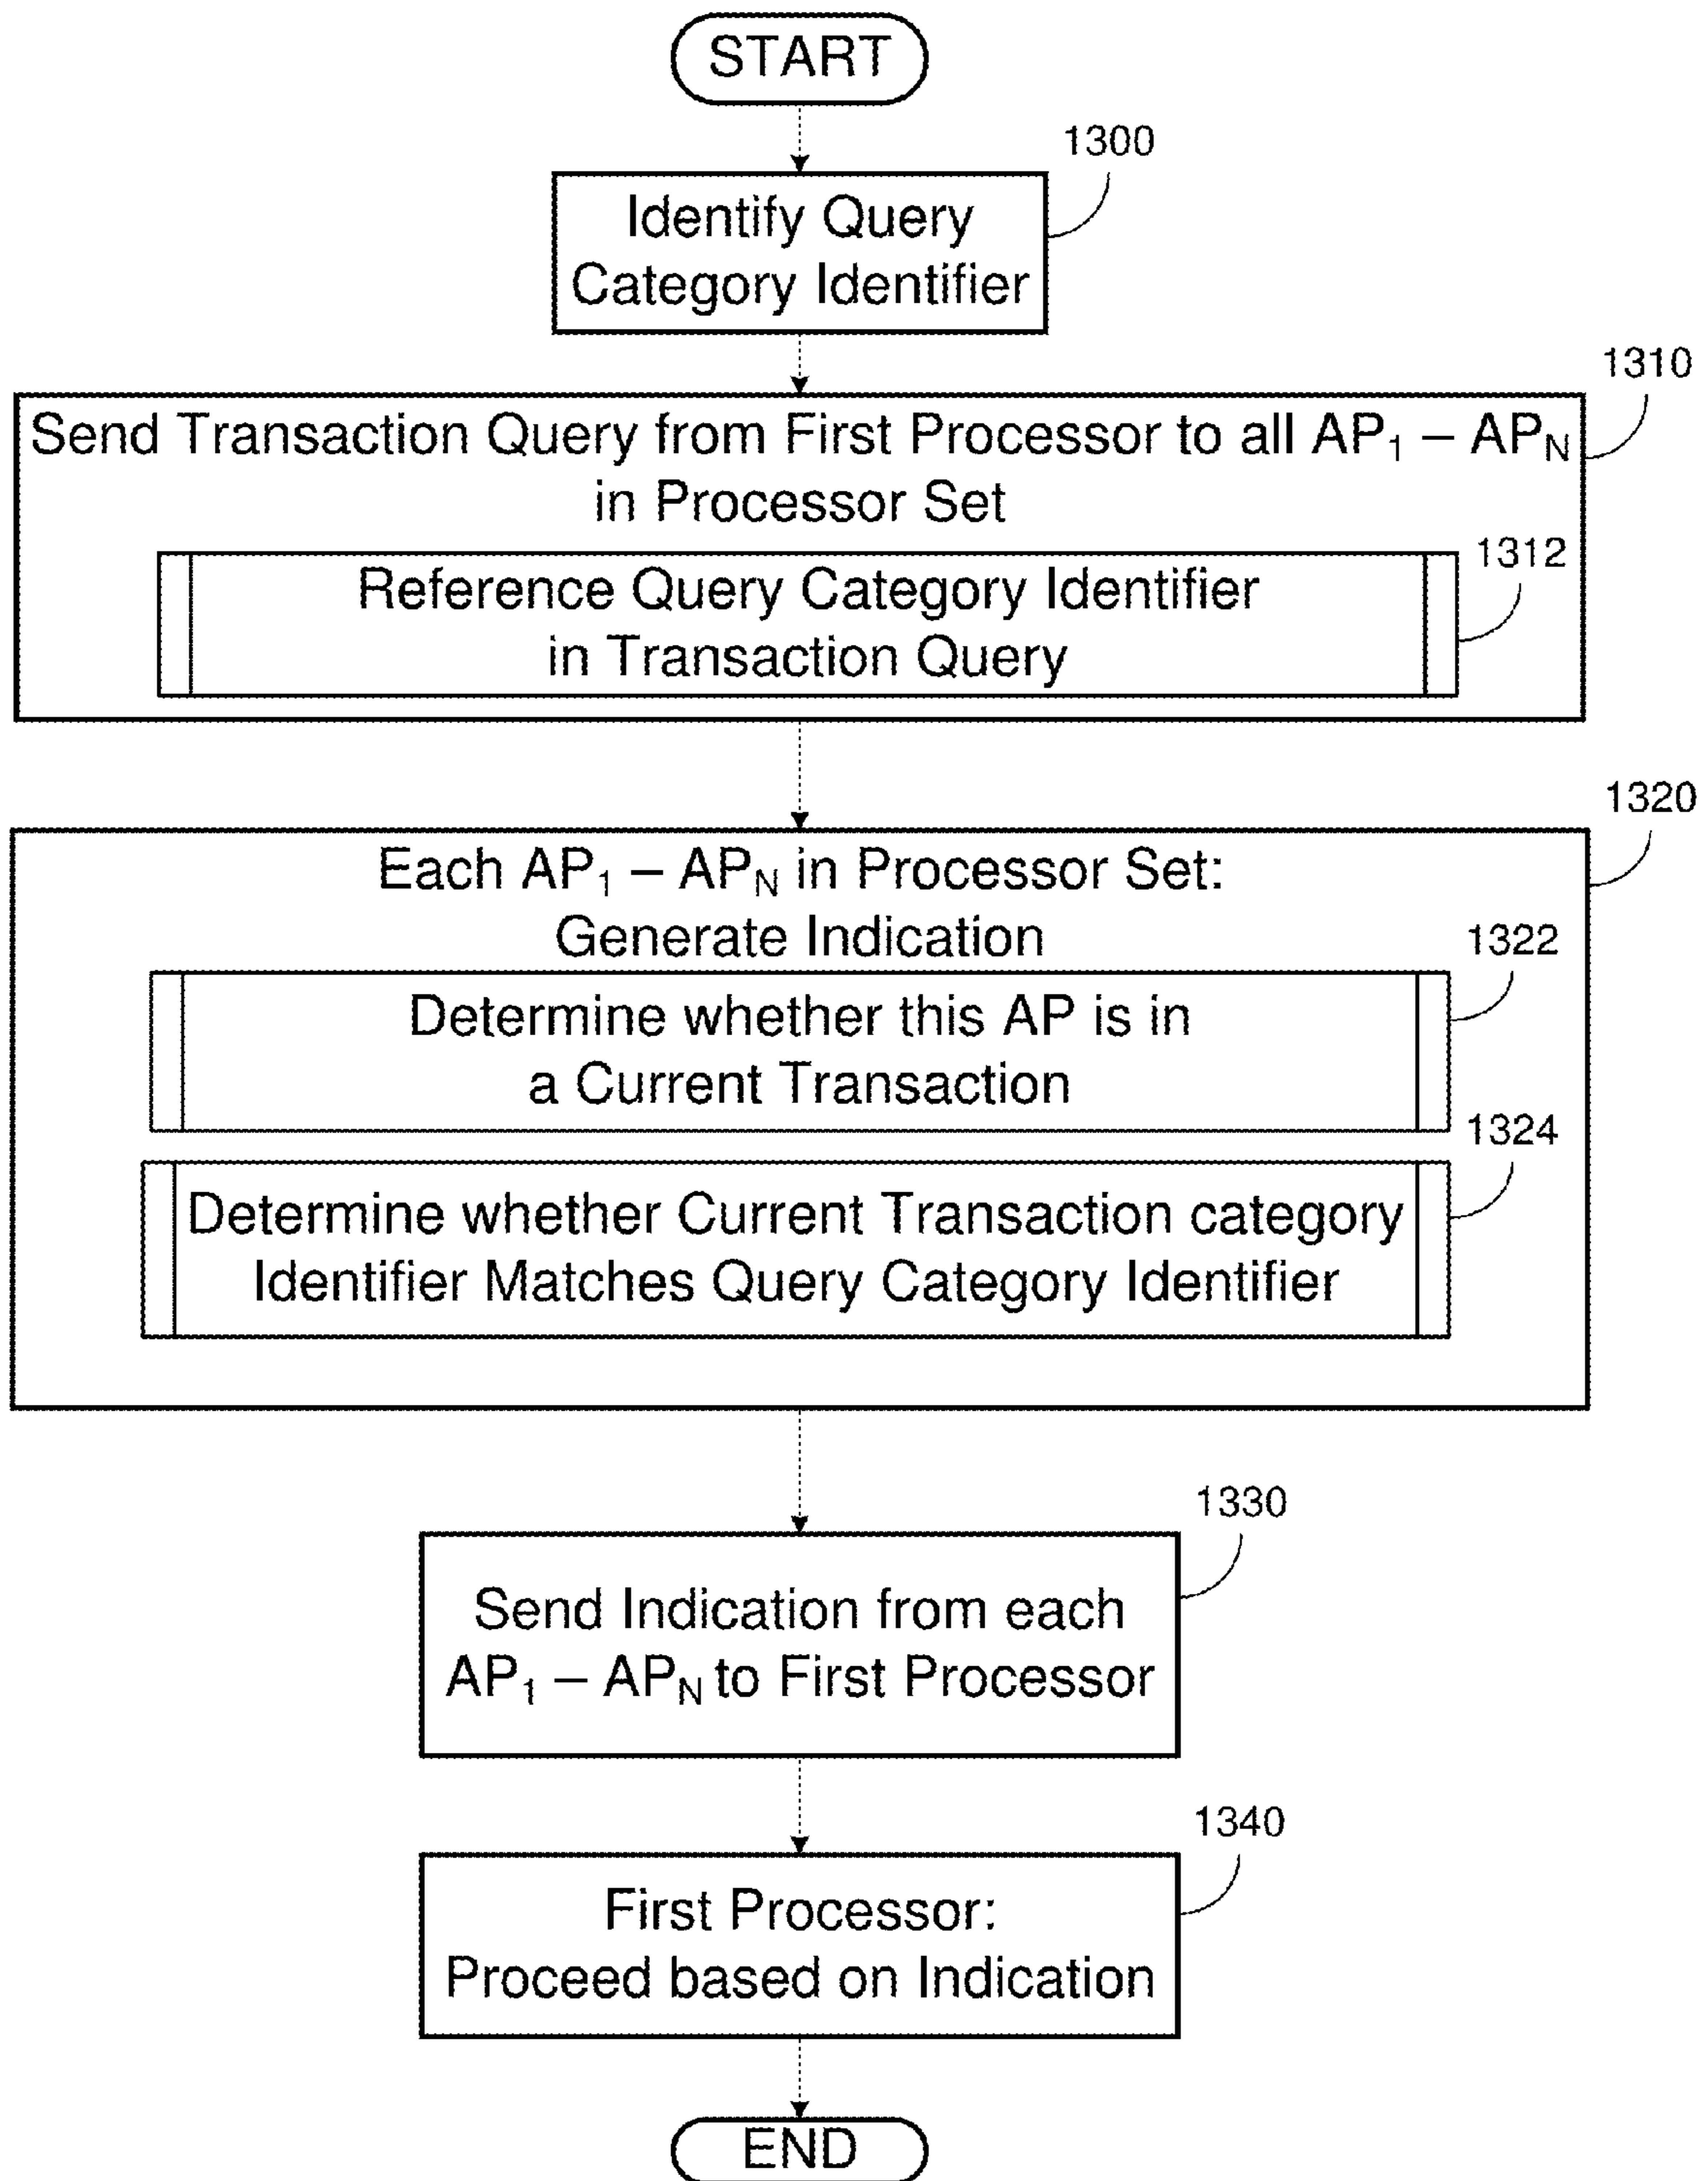 START
1300
Identify Query
Category Identifier
1310
Send Transaction Query from First Processor to all AP₁ – AP_N
in Processor Set
1312
Reference Query Category Identifier
in Transaction Query
1320
Each AP₁ – AP_N in Processor Set:
Generate Indication
1322
Determine whether this AP is in
a Current Transaction
1324
Determine whether Current Transaction category
Identifier Matches Query Category Identifier
1330
Send Indication from each
AP₁ – AP_N to First Processor
1340
First Processor:
Proceed based on Indication
END